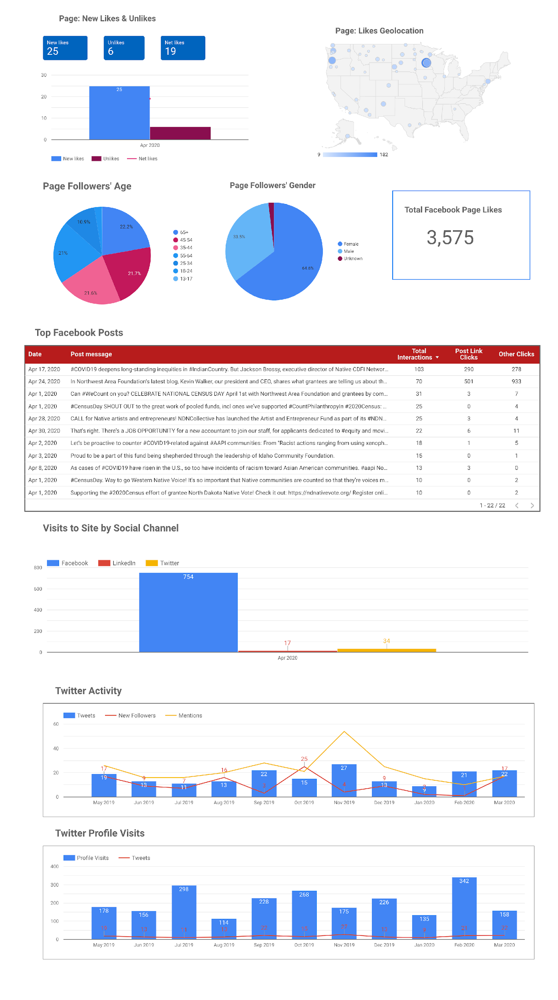 Page: New Likes & Unlikes
Page: Likes Geolocation
New likes
25
Unlikes
6
Net likes
19
30
20
10
0
25
Apr 2020
New likes Unlikes Net likes
9 182
Page Followers' Age
Page Followers' Gender
22.2%
21.7%
21.6%
21%
10.9%
65+
45-54
35-44
55-64
25-34
18-24
13-17
33.5%
64.6%
Female
Male
Unknown
Total Facebook Page Likes
3,575
Top Facebook Posts
Date Post message Total Interactions Post Link Clicks Other Clicks
Apr 17, 2020 #COVID19 deepens long-standing inequities in #IndianCountry. But Jackson Brossy, executive director of Native CDFI Networ... 103 290 278
Apr 24, 2020 In Northwest Area Foundation's latest blog, Kevin Walker, our president and CEO, shares what grantees are telling us about th... 70 501 933
Apr 1, 2020 Can #WeCount on you? CELEBRATE NATIONAL CENSUS DAY April 1st with Northwest Area Foundation and grantees by com... 31 3 7
Apr 1, 2020 #CensusDay SHOUT OUT to the great work of pooled funds, incl ones we've supported #CountPhilanthropyIn #2020Census: ... 25 0 4
Apr 28, 2020 CALL for Native artists and entrepreneurs! NDNCollective has launched the Artist and Entrepreneur Fund as part of its #NDN... 25 3 4
Apr 30, 2020 That's right. There's a JOB OPPORTUNITY for a new accountant to join our staff, for applicants dedicated to #equity and movi... 22 6 11
Apr 2, 2020 Let's be proactive to counter #COVID19-related against #AAPI communities: From "Racist actions ranging from using xenoph... 18 1 5
Apr 3, 2020 Proud to be a part of this fund being shepherded through the leadership of Idaho Community Foundation. 15 0 1
Apr 8, 2020 As cases of #COVID19 have risen in the U.S., so too have incidents of racism toward Asian American communities. #aapi No... 13 3 0
Apr 1, 2020 #CensusDay. Way to go Western Native Voice! It's so important that Native communities are counted so that they're voices m... 10 0 2
Apr 1, 2020 Supporting the #2020Census effort of grantee North Dakota Native Vote! Check it out: https://ndnativevote.org/ Register onli... 10 0 2
1 - 22 / 22
Visits to Site by Social Channel
Facebook LinkedIn Twitter
800
600
400
200
0
754
17
34
Apr 2020
Twitter Activity
Tweets New Followers Mentions
60
40
20
0
17 9 7 16 3 25 4 9 2 17
19 13 11 13 22 15 27 13 9 21 22
May 2019 Jun 2019 Jul 2019 Aug 2019 Sep 2019 Oct 2019 Nov 2019 Dec 2019 Jan 2020 Feb 2020 Mar 2020
Twitter Profile Visits
Profile Visits Tweets
400
300
200
100
0
178 156 298 114 228 268 175 226 135 342 158
19 13 11 13 22 15 27 13 9 21
May 2019 Jun 2019 Jul 2019 Aug 2019 Sep 2019 Oct 2019 Nov 2019 Dec 2019 Jan 2020 Feb 2020 Mar 2020